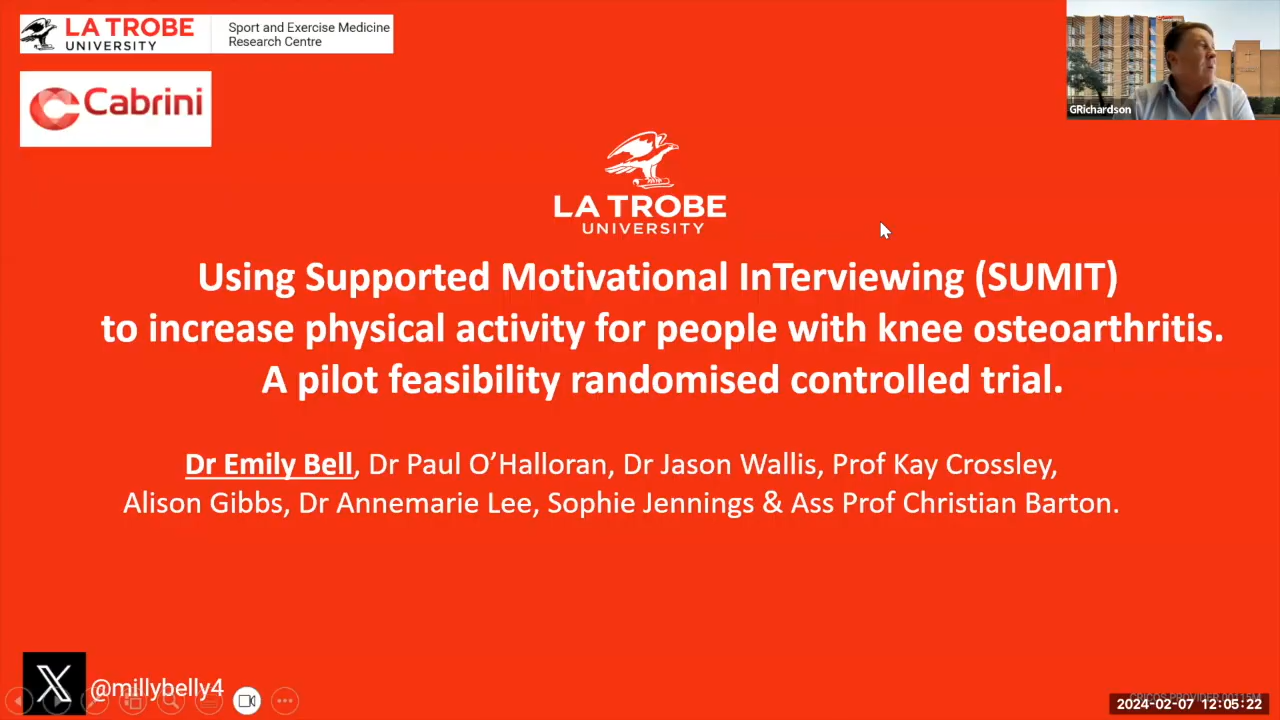 LA TROBE
UNIVERSITY
Sport and Exercise Medicine
Research Centre
Cabrini
GRichardson
LA TROBE
UNIVERSITY
Using Supported Motivational InTerviewing (SUMIT)
to increase physical activity for people with knee osteoarthritis.
A pilot feasibility randomised controlled trial.
Dr Emily Bell, Dr Paul O’Halloran, Dr Jason Wallis, Prof Kay Crossley,
Alison Gibbs, Dr Annemarie Lee, Sophie Jennings & Ass Prof Christian Barton.
@millybelly4
2024-02-07 12:05:22